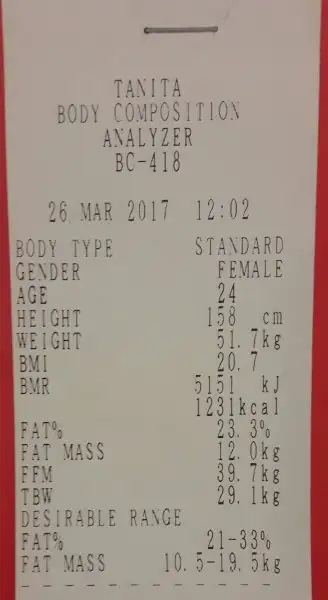 TANITA
BODY COMPOSITION
ANALYZER
BC-418
26 MAR 2017 12:02
BODY TYPE STANDARD
GENDER FEMALE
AGE 24
HEIGHT 158 cm
WEIGHT 51.7kg
BMI 20.7
BMR 5151 kJ
1231kcal
FAT% 23.3%
FAT MASS 12.0kg
FFM 39.7kg
TBW 29.1kg
DESIRABLE RANGE
FAT% 21-33%
FAT MASS 10.5-19.5kg
- - - - - - - - - - - - - -